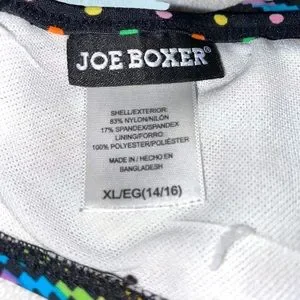 JOE BOXER®
SHELL/EXTERIOR:
83% NYLON/NILÓN
17% SPANDEX/SPANDEX
LINING/FORRO:
100% POLYESTER/POLIÉSTER
MADE IN / HECHO EN
BANGLADESH
XL/EG(14/16)